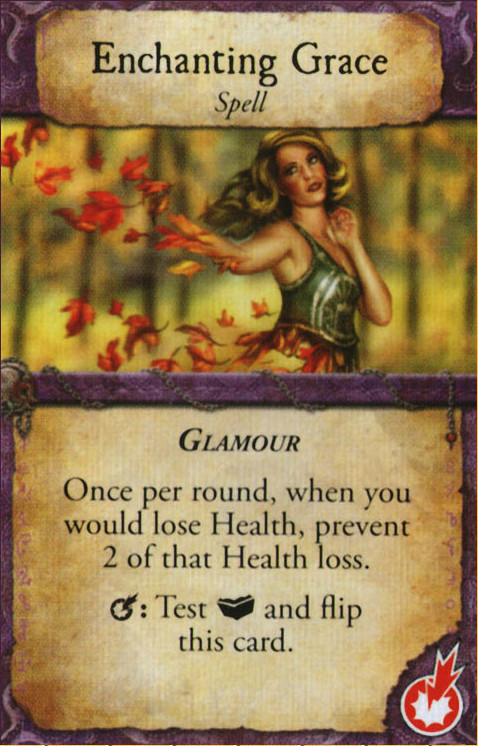 Enchanting Grace
Spell
GLAMOUR
Once per round, when you
would lose Health, prevent
2 of that Health loss.
: Test and flip
this card.